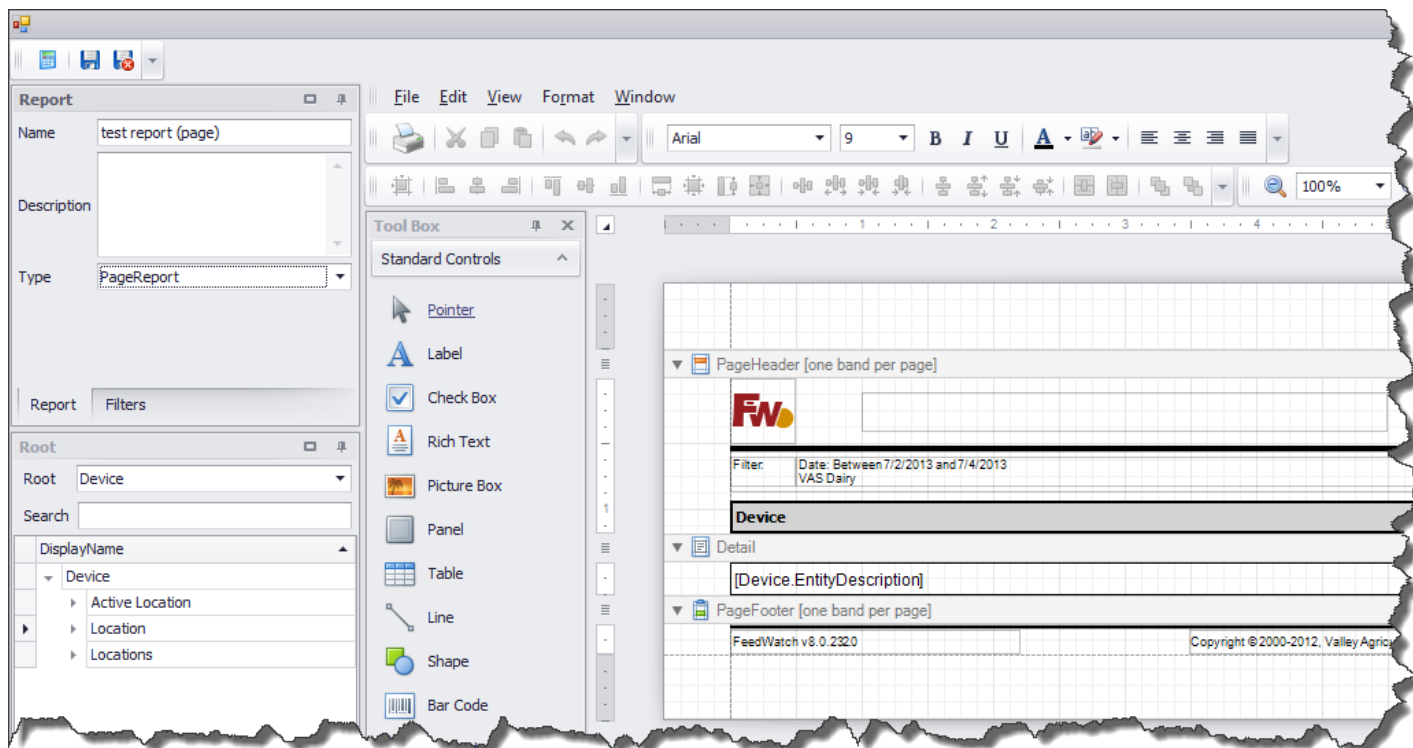 Report
Name
test report (page)
Description
Type
PageReport
Report
Filters
Root
Root
Device
Search
DisplayName
Device
Active Location
Location
Locations
File Edit View Format Window
Arial
9
B I U A
ab
100%
Tool Box
Standard Controls
Pointer
A Label
Check Box
A Rich Text
Picture Box
Panel
Table
Line
Shape
Bar Code
1 2 3 4
1
PageHeader [one band per page]
FW
Filter: Date: Between 7/2/2013 and 7/4/2013
VAS Dairy
Device
Detail
[Device.EntityDescription]
PageFooter [one band per page]
FeedWatch v8.0.232.0
Copyright © 2000-2012, Valley Agric